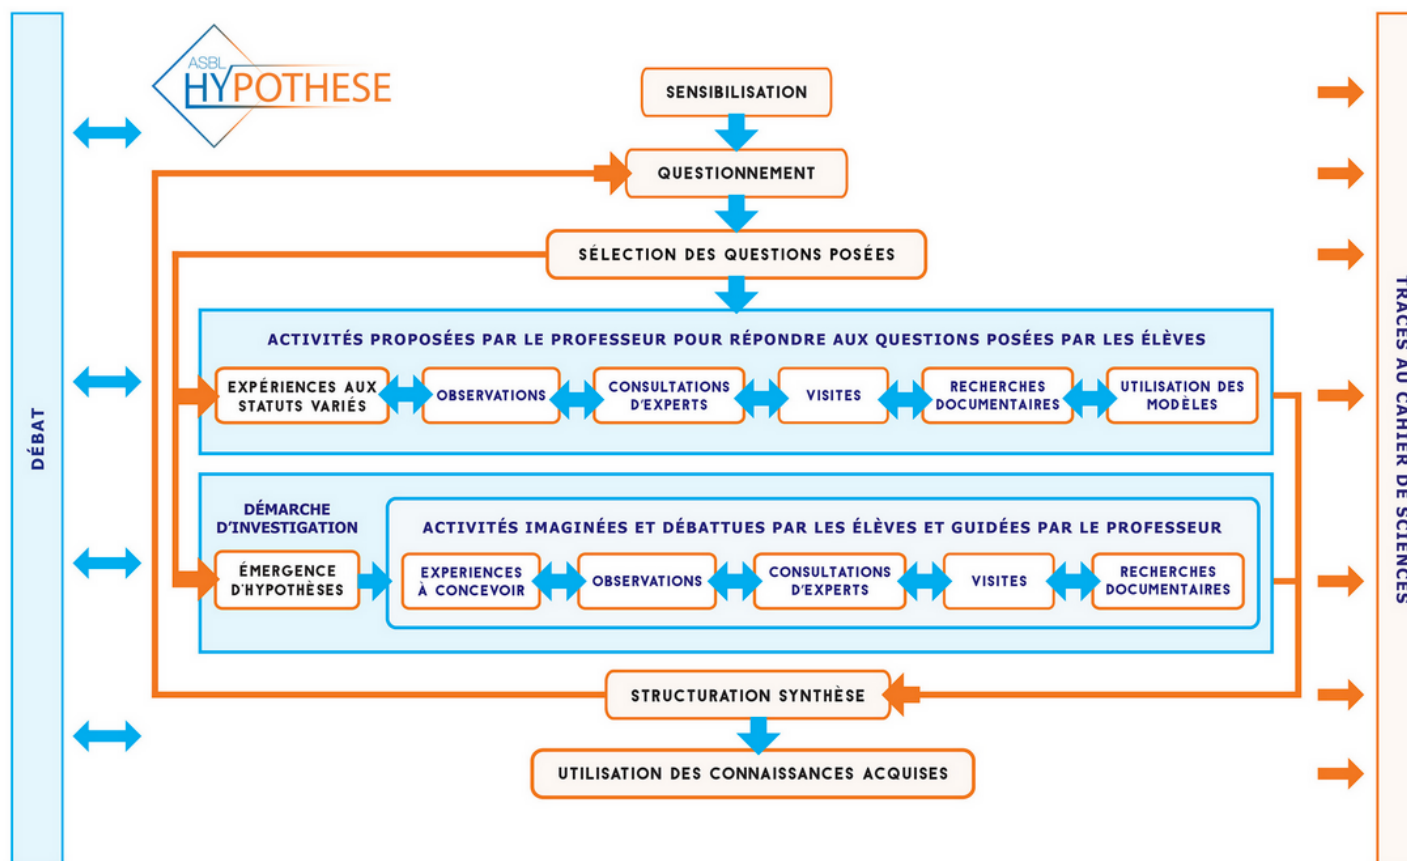 ASBL
HYPOTHESE
SENSIBILISATION
QUESTIONNEMENT
SÉLECTION DES QUESTIONS POSÉES
ACTIVITÉS PROPOSÉES PAR LE PROFESSEUR POUR RÉPONDRE AUX QUESTIONS POSÉES PAR LES ÉLÈVES
EXPÉRIENCES AUX
STATUTS VARIÉS
OBSERVATIONS
CONSULTATIONS
D'EXPERTS
VISITES
RECHERCHES
DOCUMENTAIRES
UTILISATION DES
MODÈLES
DÉMARCHE
D'INVESTIGATION
ÉMERGENCE
D'HYPOTHÈSES
ACTIVITÉS IMAGINÉES ET DÉBATTUES PAR LES ÉLÈVES ET GUIDÉES PAR LE PROFESSEUR
EXPERIENCES
À CONCEVOIR
OBSERVATIONS
CONSULTATIONS
D'EXPERTS
VISITES
RECHERCHES
DOCUMENTAIRES
STRUCTURATION SYNTHÈSE
UTILISATION DES CONNAISSANCES ACQUISES
DÉBAT
TRACES AU CAHIER DE SCIENCES